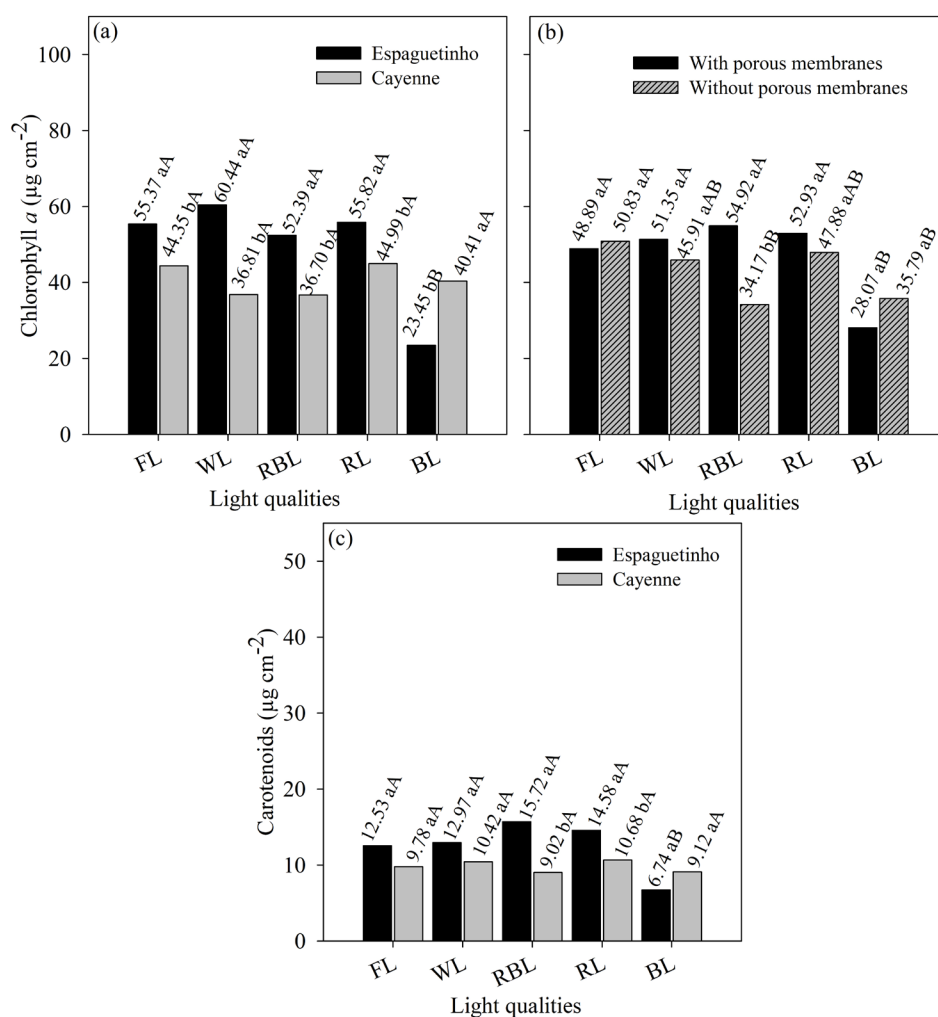 (a)
Espaguetinho
Cayenne
Chlorophyll a (µg cm-2)
100
80
60
40
20
0
55.37 aA
44.35 bA
60.44 aA
36.81 bA
52.39 aA
36.70 bA
55.82 aA
44.99 bA
23.45 bB
40.41 aA
FL
WL
RBL
RL
BL
Light qualities
(b)
With porous membranes
Without porous membranes
48.89 aA
50.83 aA
51.35 aA
45.91 aAB
54.92 aA
34.17 bB
52.93 aA
47.88 aAB
28.07 aB
35.79 aB
FL
WL
RBL
RL
BL
Light qualities
(c)
Espaguetinho
Cayenne
Carotenoids (µg cm-2)
50
40
30
20
10
0
12.53 aA
9.78 aA
12.97 aA
10.42 aA
15.72 aA
9.02 bA
14.58 aA
10.68 bA
6.74 aB
9.12 aA
FL
WL
RBL
RL
BL
Light qualities